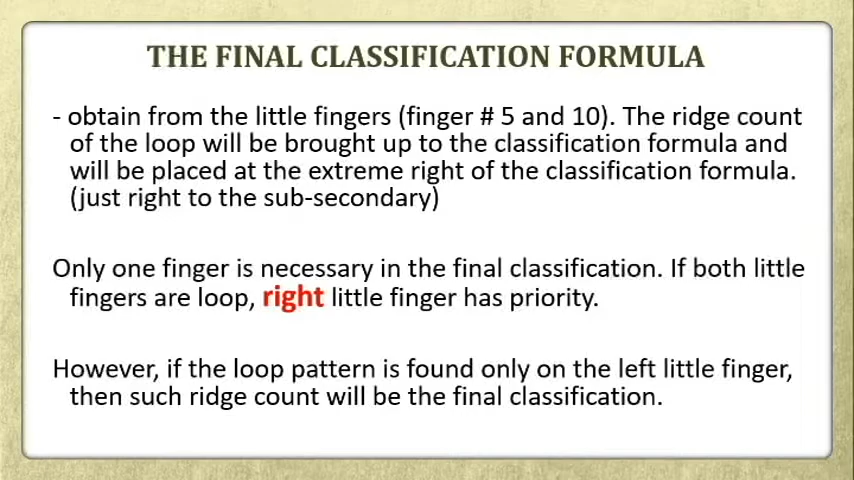 THE FINAL CLASSIFICATION FORMULA
- obtain from the little fingers (finger # 5 and 10). The ridge count
of the loop will be brought up to the classification formula and
will be placed at the extreme right of the classification formula.
(just right to the sub-secondary)
Only one finger is necessary in the final classification. If both little
fingers are loop, right little finger has priority.
However, if the loop pattern is found only on the left little finger,
then such ridge count will be the final classification.